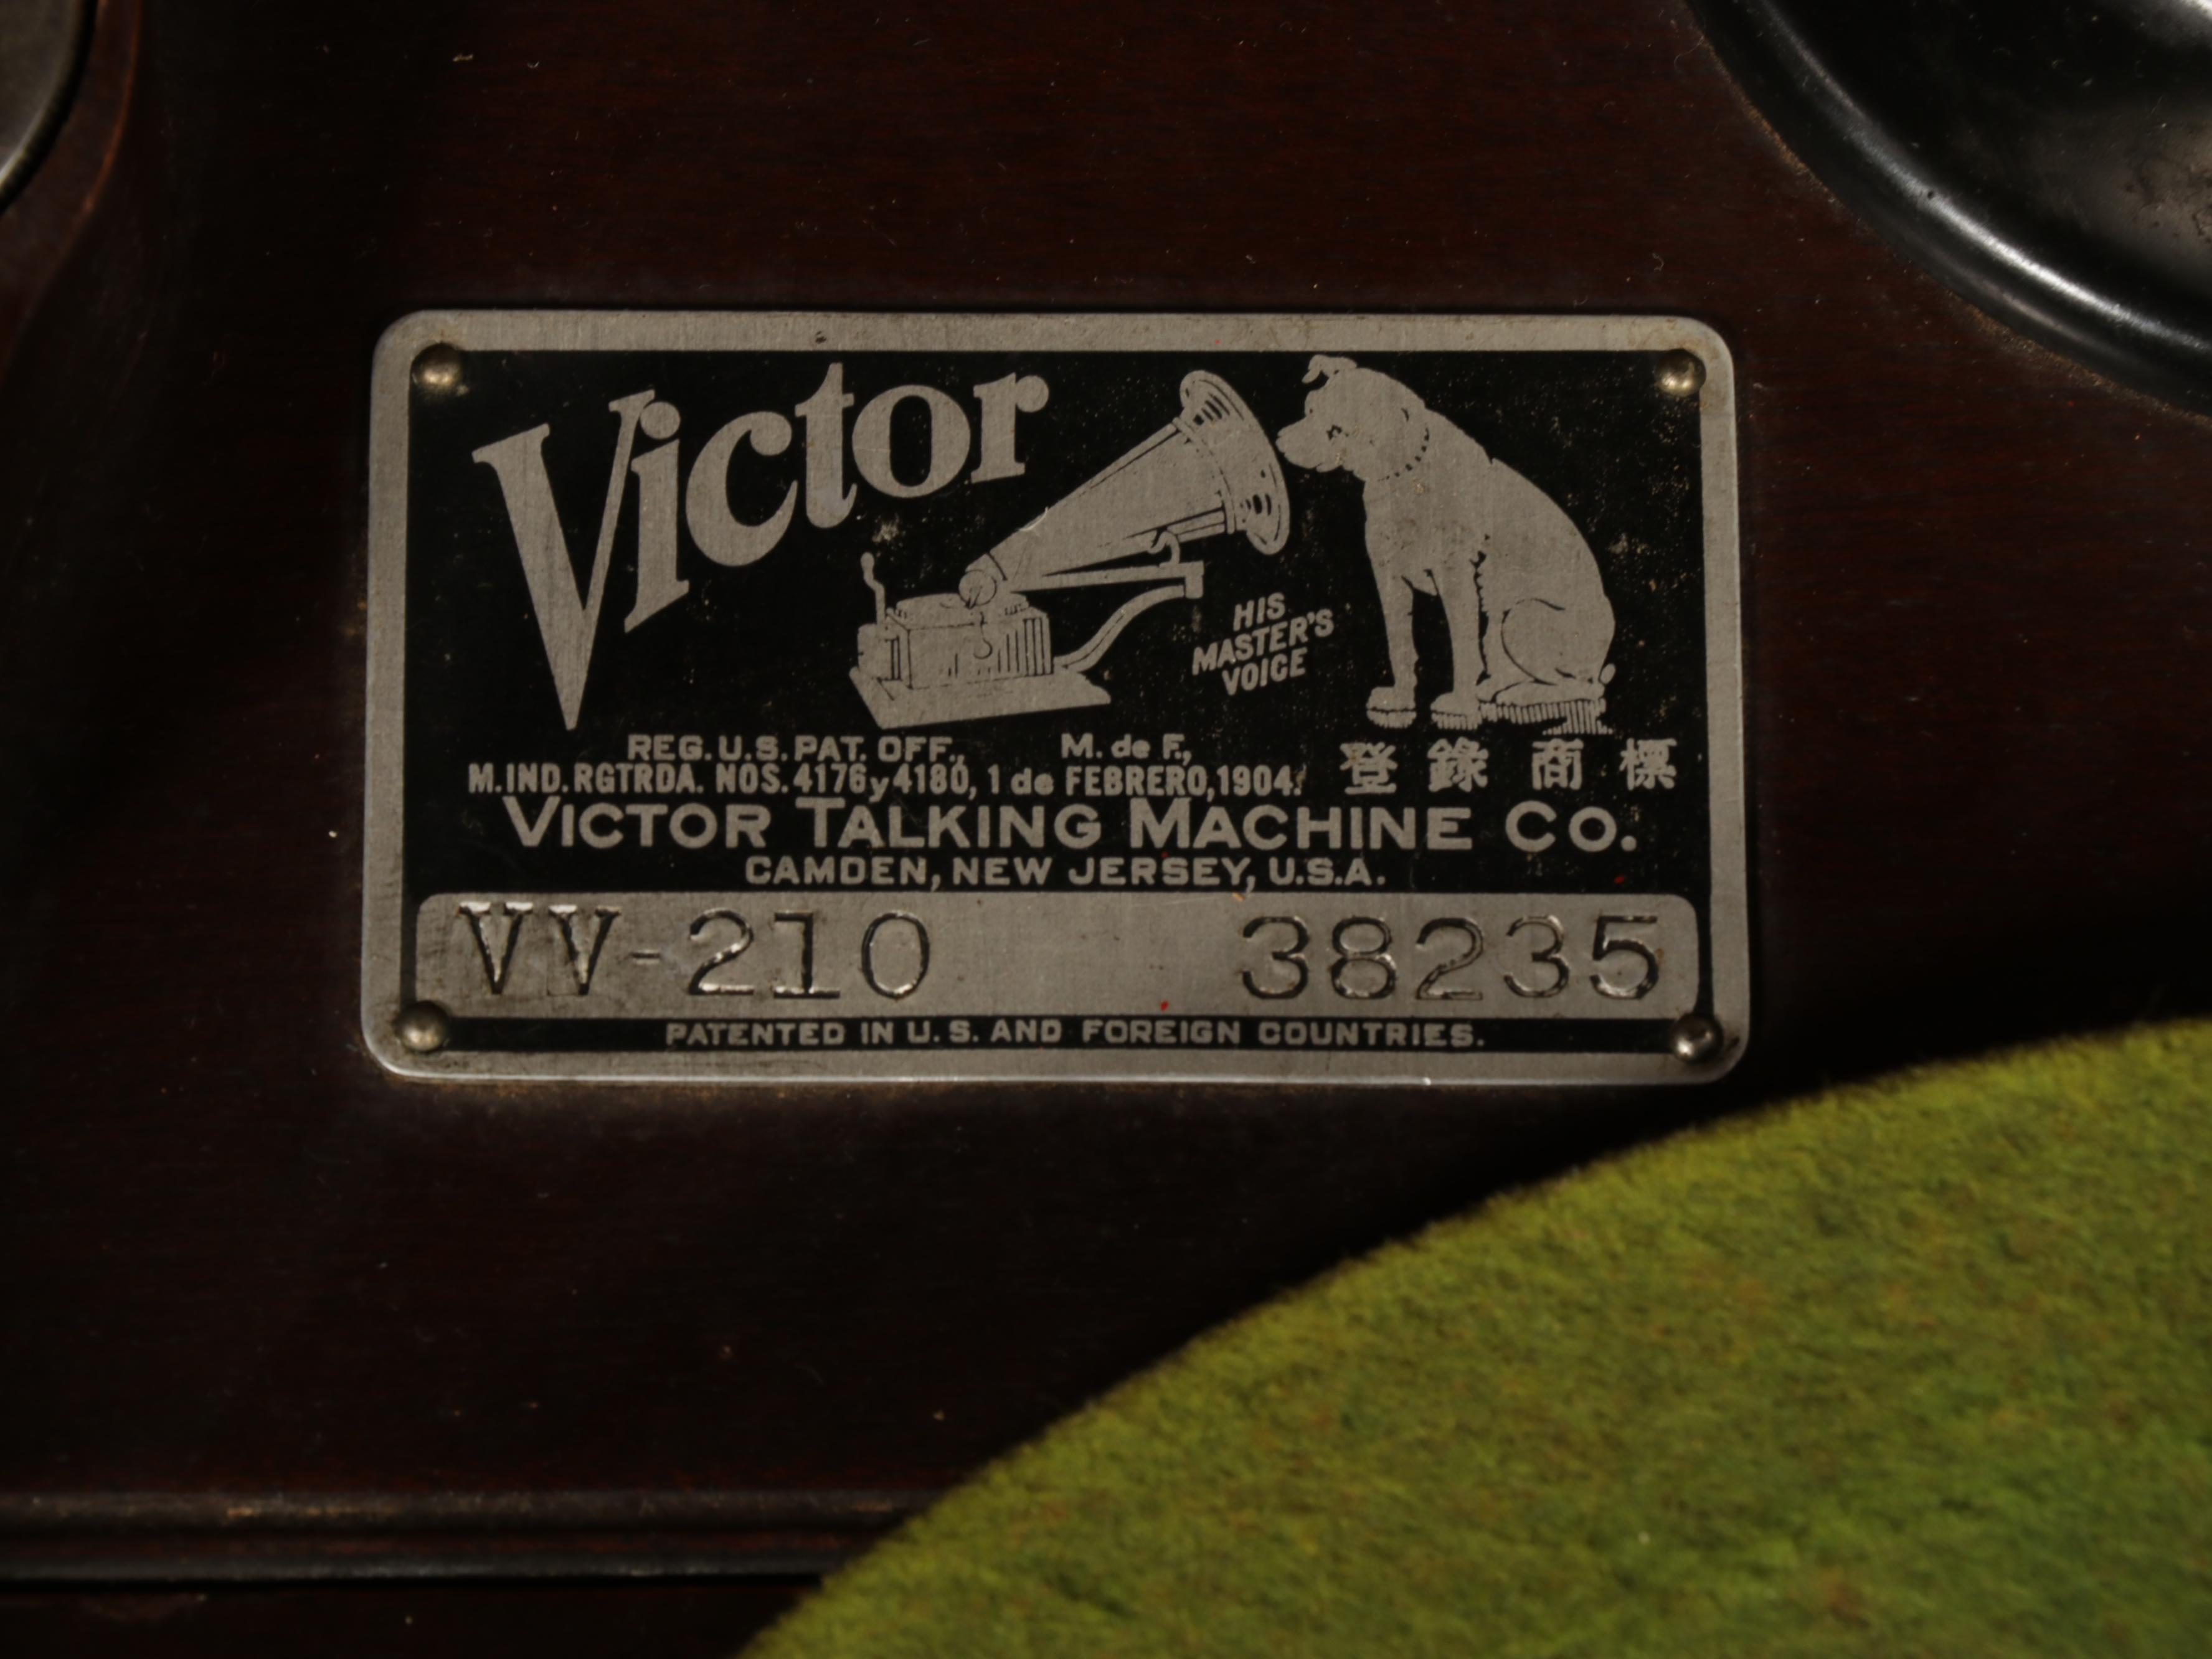 Victor
HIS
MASTER'S
VOICE
REG. U.S. PAT. OFF., M. de F.,
M. IND. RGTRDA. NOS. 4176 y 4180, 1 de FEBRERO, 1904. 登錄商標
VICTOR TALKING MACHINE CO.
CAMDEN, NEW JERSEY, U.S.A.
VV-210 38235
PATENTED IN U.S. AND FOREIGN COUNTRIES.